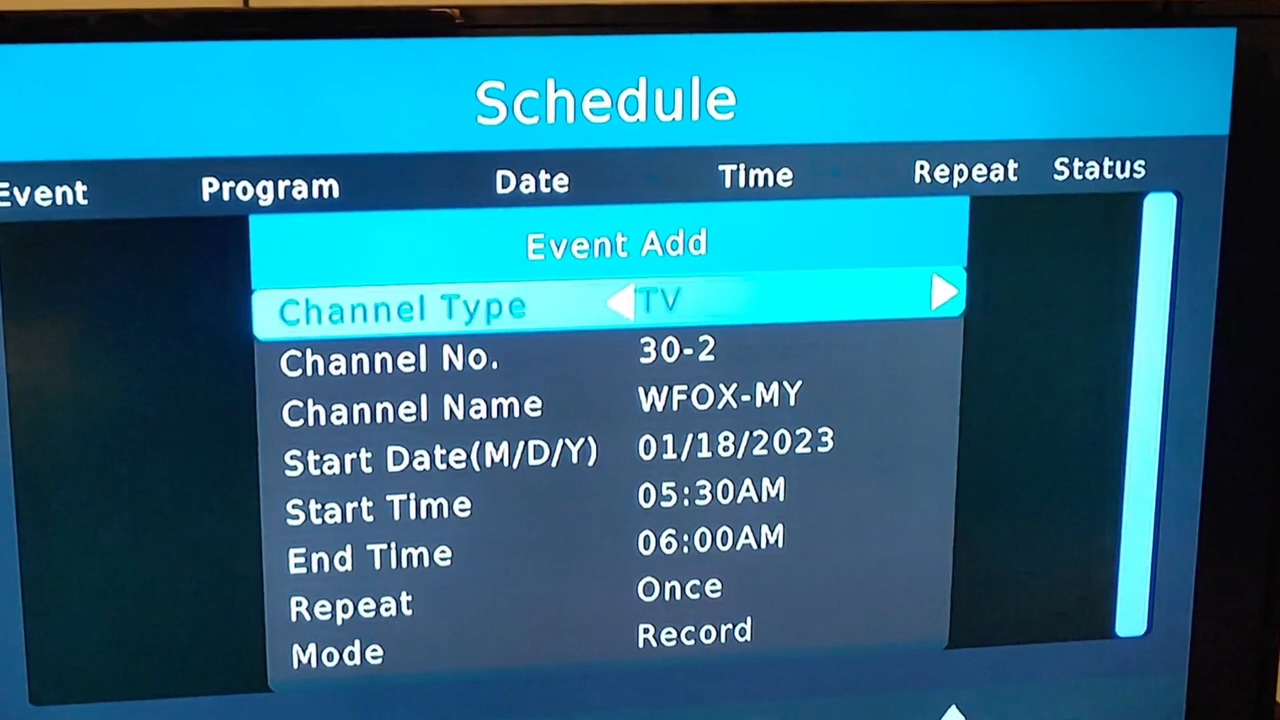 Schedule
Event Program Date Time Repeat Status
Event Add
Channel Type TV
Channel No. 30-2
Channel Name WFOX-MY
Start Date(M/D/Y) 01/18/2023
Start Time 05:30AM
End Time 06:00AM
Repeat Once
Mode Record